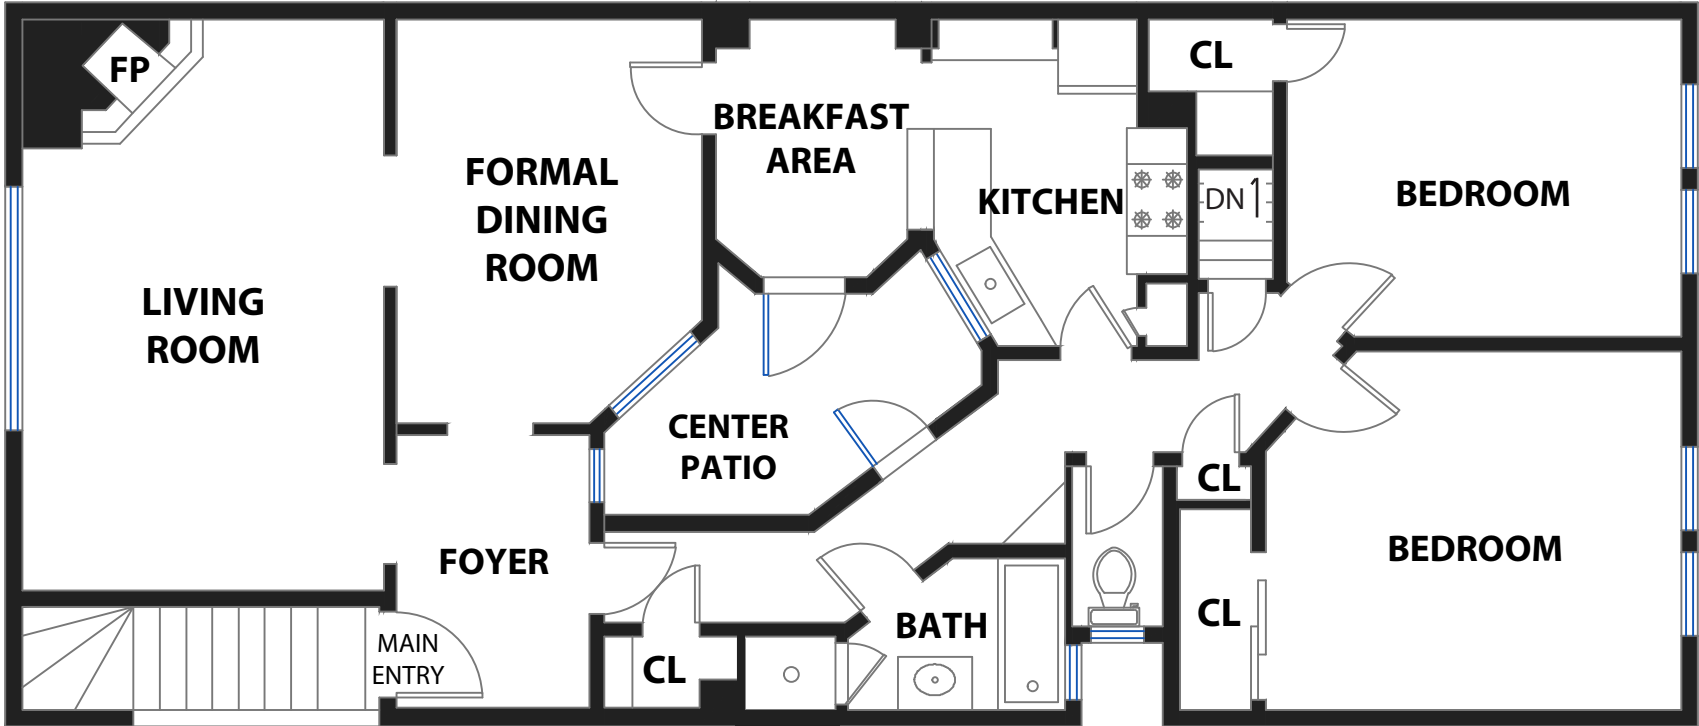 FP
CL
BREAKFAST
AREA
FORMAL
DINING
ROOM
KITCHEN
DN
BEDROOM
LIVING
ROOM
CENTER
PATIO
CL
FOYER
BEDROOM
CL
BATH
MAIN
ENTRY
CL